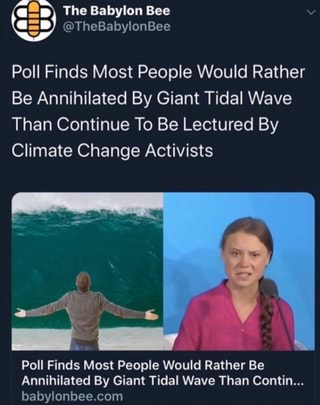 The Babylon Bee
@TheBabylonBee
Poll Finds Most People Would Rather
Be Annihilated By Giant Tidal Wave
Than Continue To Be Lectured By
Climate Change Activists
Poll Finds Most People Would Rather Be
Annihilated By Giant Tidal Wave Than Contin...
babylonbee.com